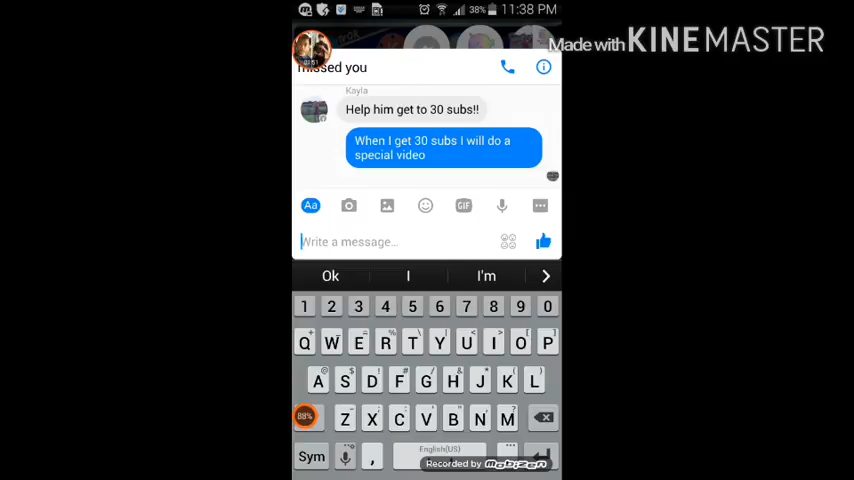 38% 11:38 PM
Made with KINEMASTER
missed you
Kayla
Help him get to 30 subs!!
When I get 30 subs I will do a
special video
Aa GIF
Write a message...
Ok I I'm
1 2 3 4 5 6 7 8 9 0
Q W E R T Y U I O P
A S D F G H J K L
88% Z X C V B N M
Sym , English(US)
Recorded by mobizen